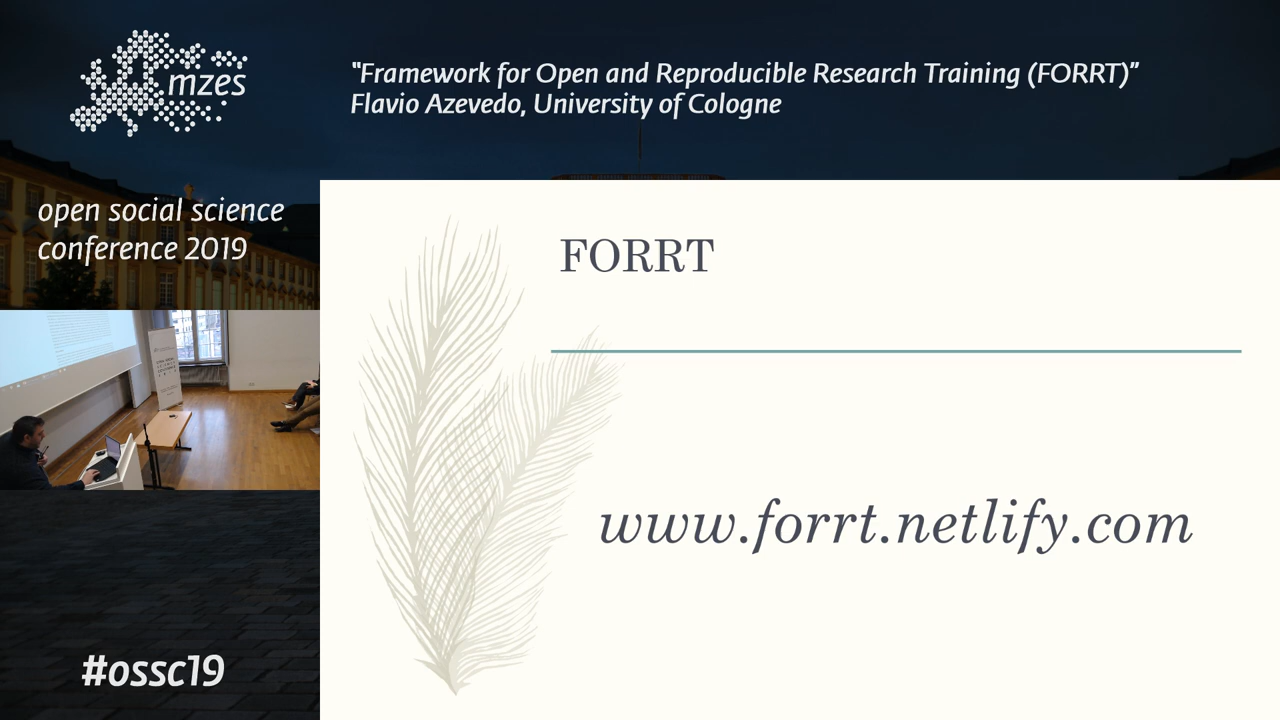 mzes
"Framework for Open and Reproducible Research Training (FORRT)"
Flavio Azevedo, University of Cologne
open social science
conference 2019
FORRT
www.forrt.netlify.com
#ossc19